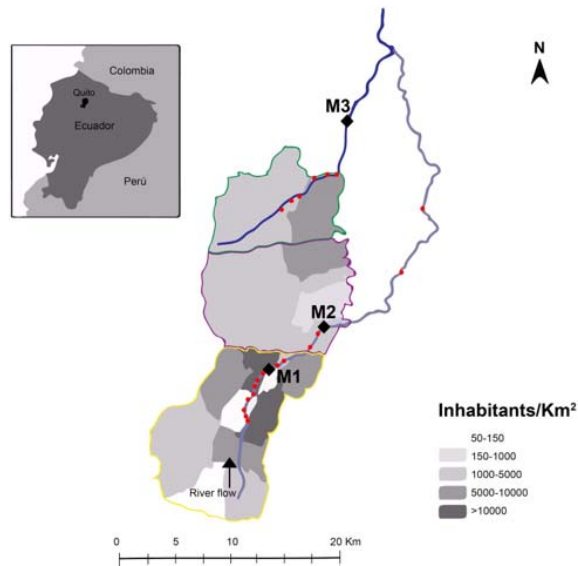 Colombia
Quito
Ecuador
Perú
N
M3
M2
M1
River flow
Inhabitants/Km²
50-150
150-1000
1000-5000
5000-10000
>10000
0 10 20 Km